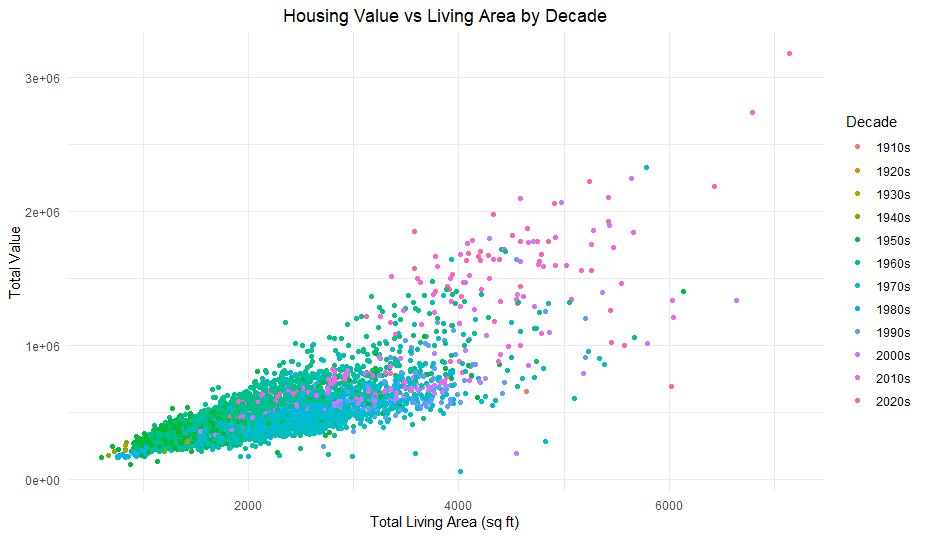 Housing Value vs Living Area by Decade
3e+06
2e+06
1e+06
0e+00
Total Value
2000
4000
6000
Total Living Area (sq ft)
Decade
1910s
1920s
1930s
1940s
1950s
1960s
1970s
1980s
1990s
2000s
2010s
2020s